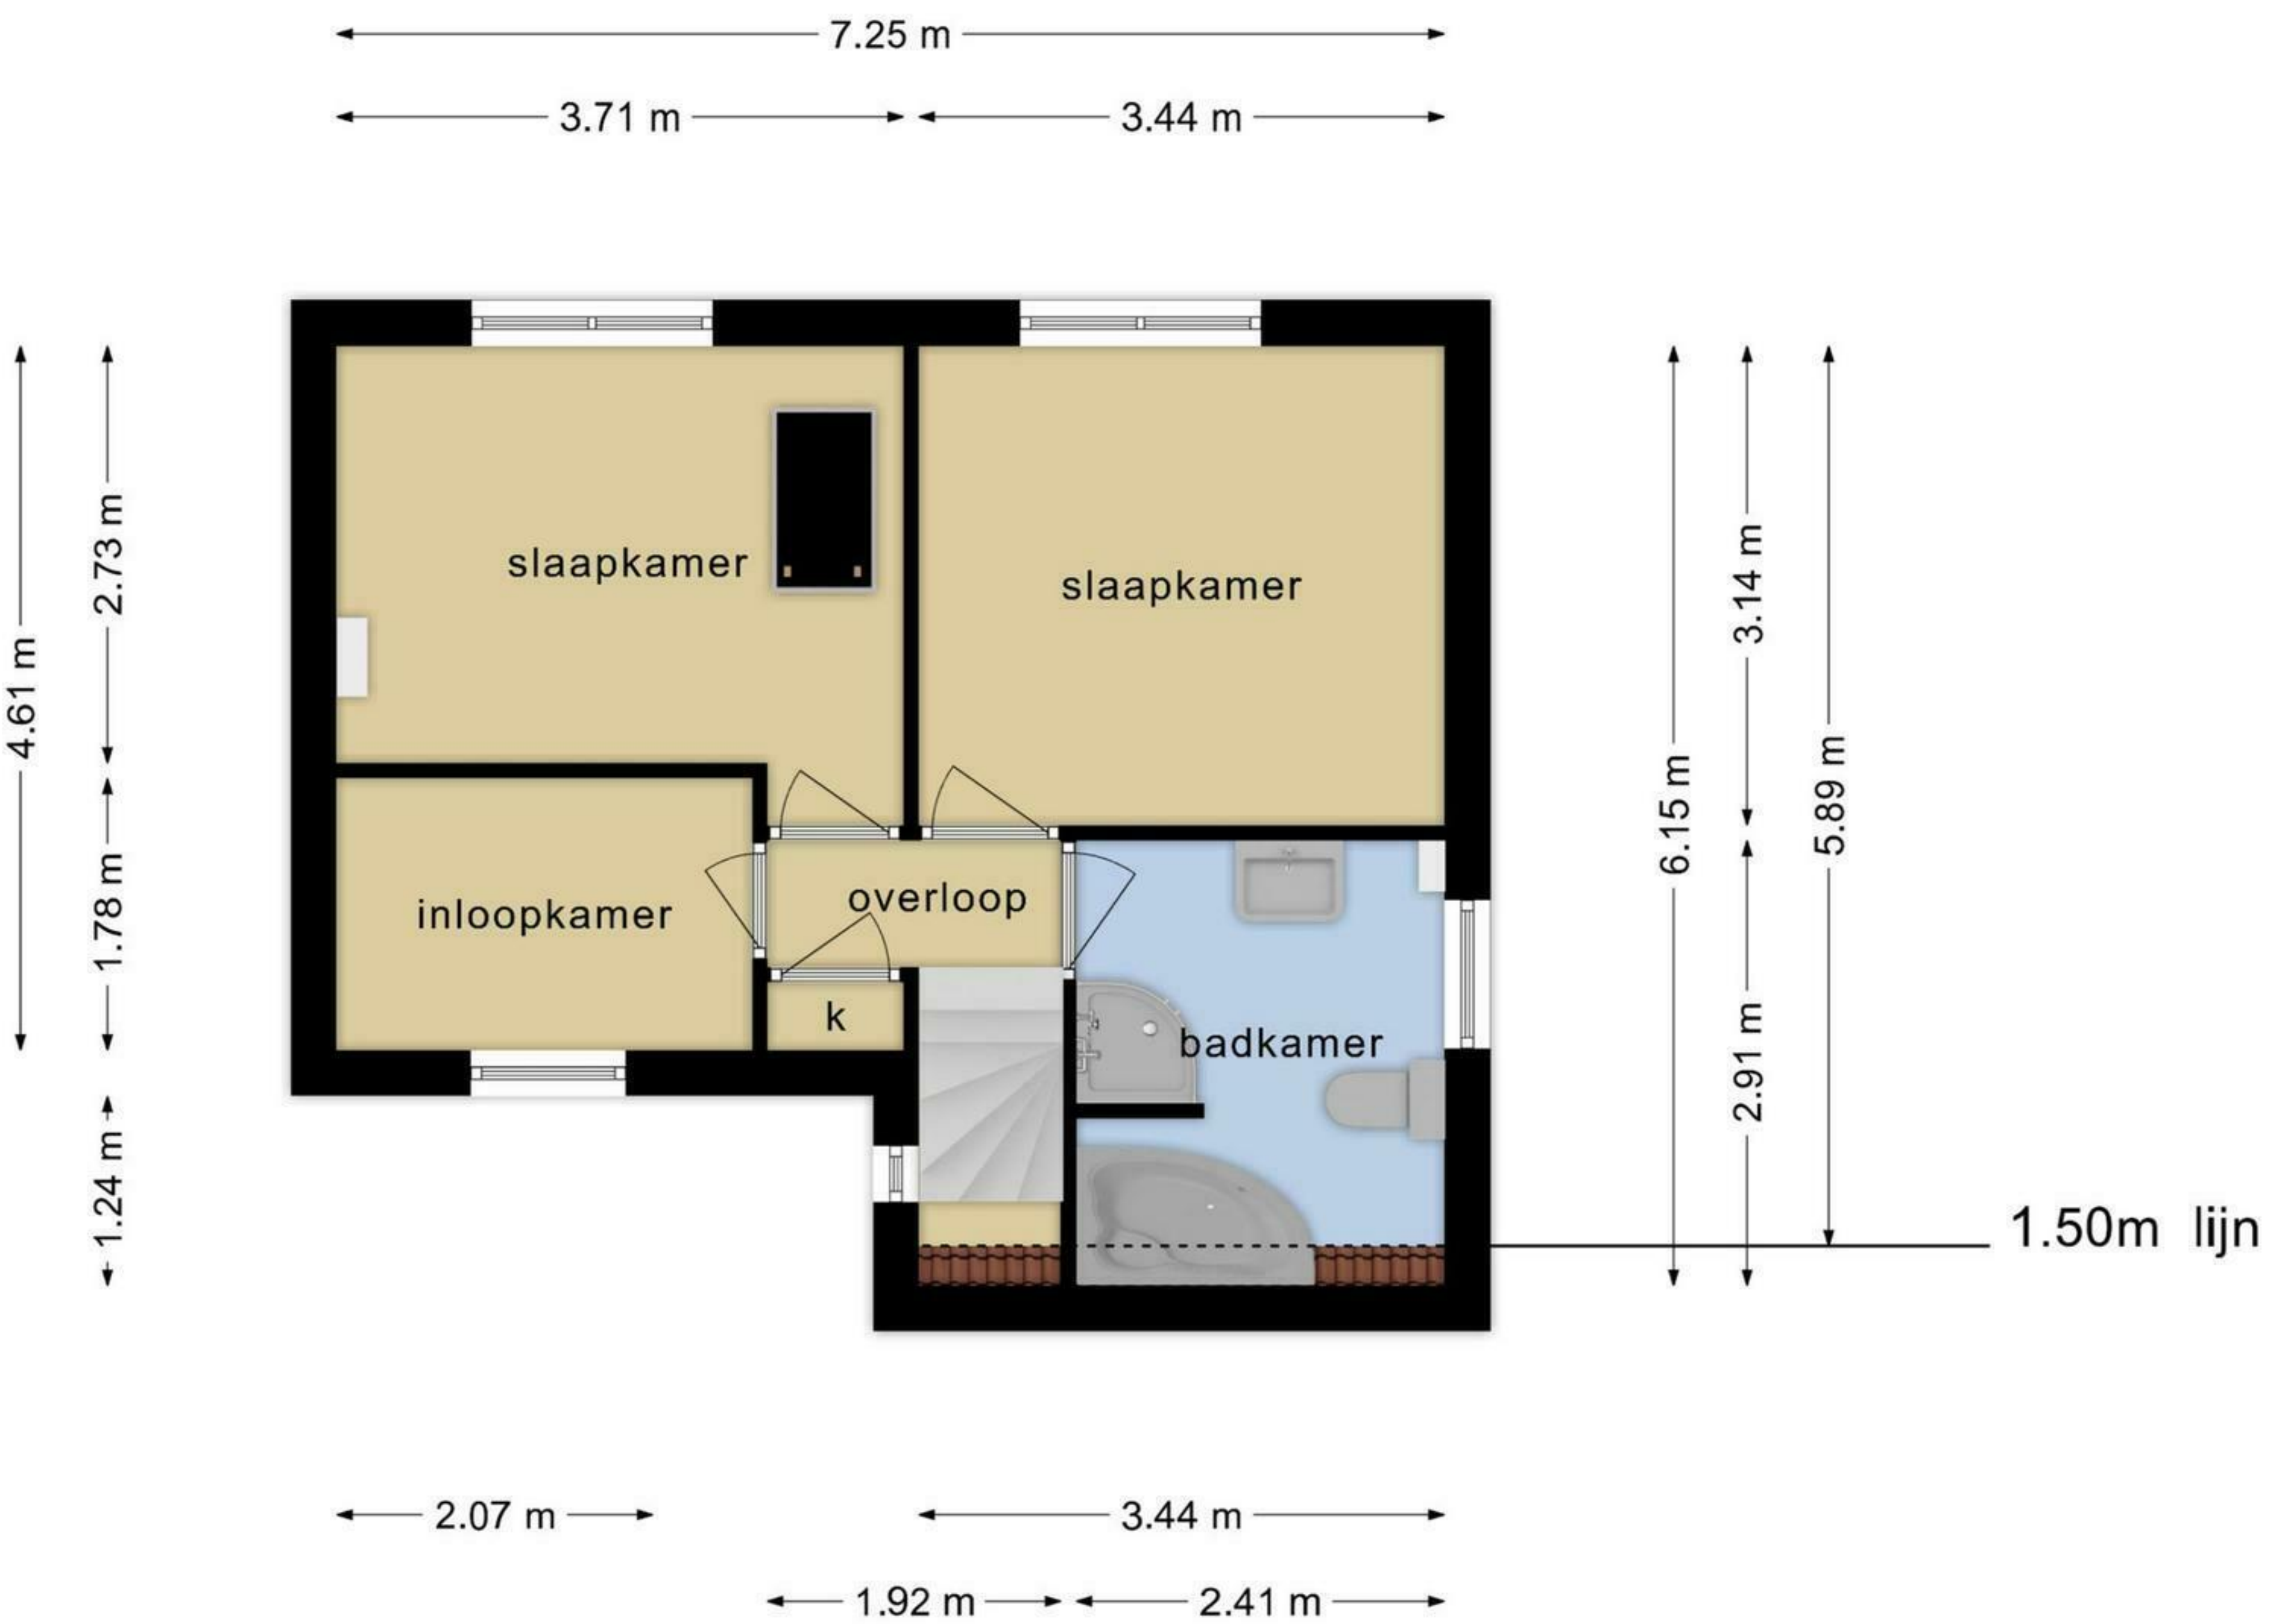 7.25 m
3.71 m
3.44 m
4.61 m
2.73 m
1.78 m
1.24 m
slaapkamer
slaapkamer
inloopkamer
overloop
k
badkamer
6.15 m
3.14 m
2.91 m
5.89 m
1.50m lijn
2.07 m
3.44 m
1.92 m
2.41 m